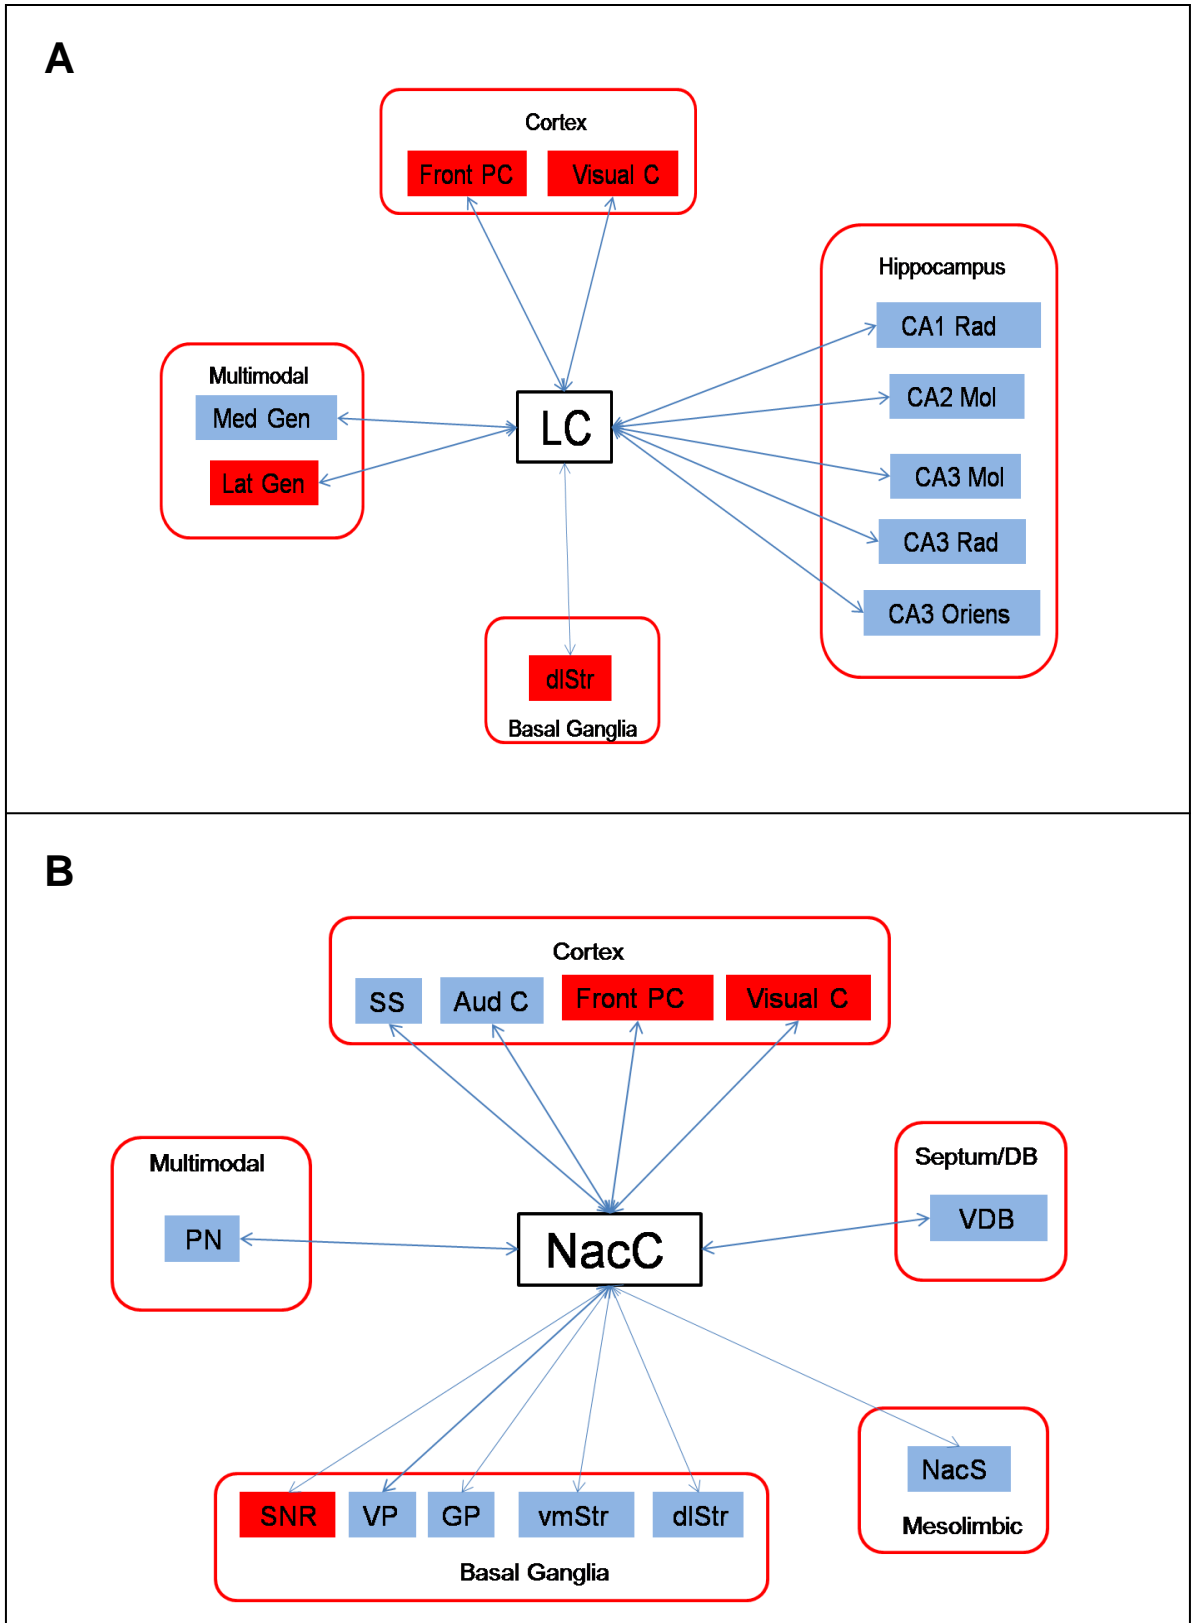 A
Cortex
Front PC
Visual C
Hippocampus
CA1 Rad
CA2 Mol
CA3 Mol
CA3 Rad
CA3 Oriens
Multimodal
Med Gen
Lat Gen
LC
dlStr
Basal Ganglia
B
Cortex
SS
Aud C
Front PC
Visual C
Multimodal
PN
Septum/DB
VDB
NacC
NacS
Mesolimbic
SNR
VP
GP
vmStr
dlStr
Basal Ganglia